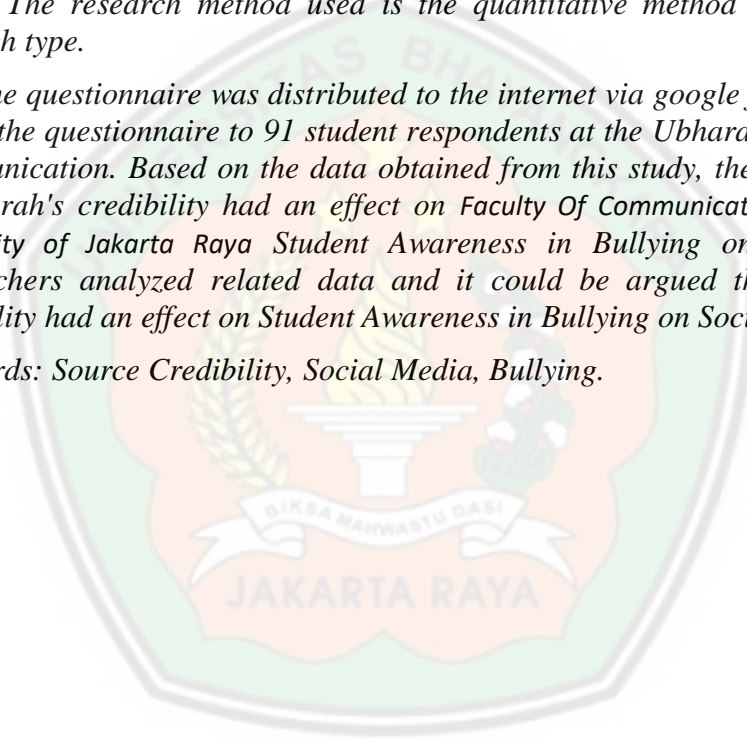 The research method used is the quantitative method
h type.
he questionnaire was distributed to the internet via google
the questionnaire to 91 student respondents at the Ubhara
unication. Based on the data obtained from this study, the
rah's credibility had an effect on Faculty Of Communicat
ity of Jakarta Raya Student Awareness in Bullying on
chers analyzed related data and it could be argued th
lity had an effect on Student Awareness in Bullying on Soci
rds: Source Credibility, Social Media, Bullying.
BIKSA MAHWASTU DASI
JAKARTA RAYA